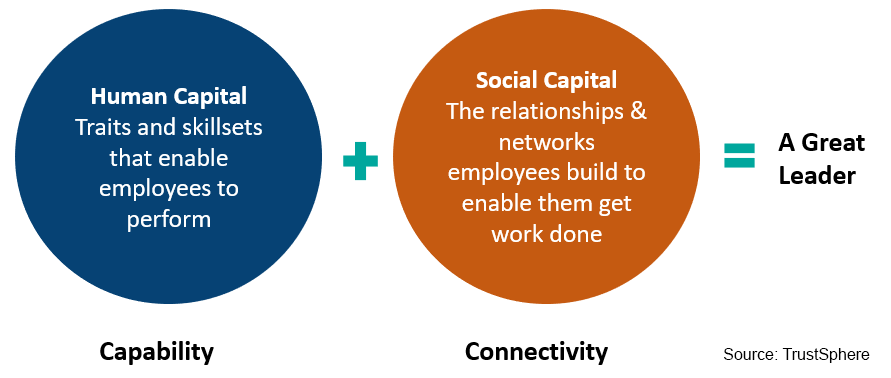 Human Capital
Traits and skillsets
that enable
employees to
perform
Social Capital
The relationships &
networks
employees build to
enable them get
work done
A Great
Leader
Capability
Connectivity
Source: TrustSphere